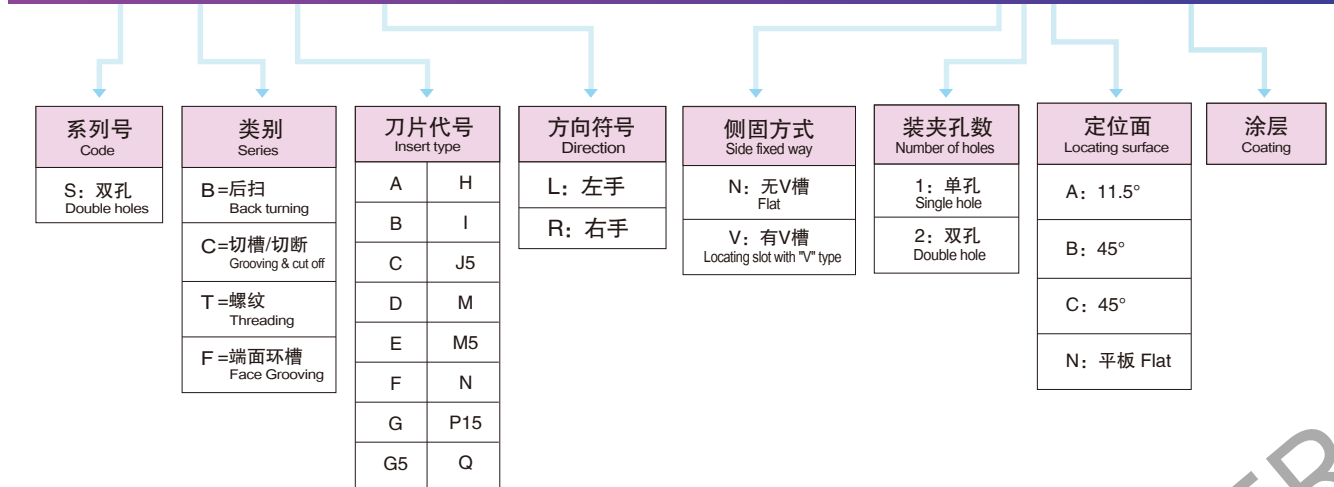 系列号
Code
S：双孔
Double holes
类别
Series
B=后扫
Back turning
C=切槽/切断
Grooving & cut off
T=螺纹
Threading
F=端面环槽
Face Grooving
刀片代号
Insert type
A H
B I
C J5
D M
E M5
F N
G P15
G5 Q
方向符号
Direction
L：左手
R：右手
侧固方式
Side fixed way
N：无V槽
Flat
V：有V槽
Locating slot with "V" type
装夹孔数
Number of holes
1：单孔
Single hole
2：双孔
Double hole
定位面
Locating surface
A：11.5°
B：45°
C：45°
N：平板 Flat
涂层
Coating
ER